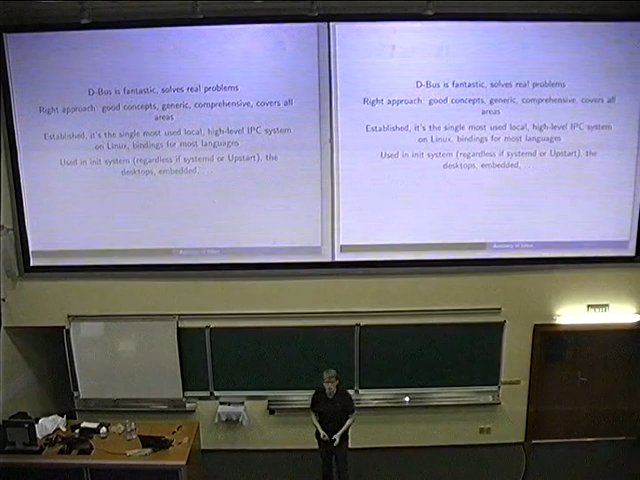 D-Bus is fantastic, solves real problems
Right approach: good concepts, generic, comprehensive, covers all
areas
Established, it's the single most used local, high-level IPC system
on Linux, bindings for most languages
Used in init system (regardless if systemd or Upstart), the
desktops, embedded, ...
D-Bus is fantastic, solves real problems
Right approach: good concepts, generic, comprehensive, covers all
areas
Established, it's the single most used local, high-level IPC system
on Linux, bindings for most languages
Used in init system (regardless if systemd or Upstart), the
desktops, embedded, ...